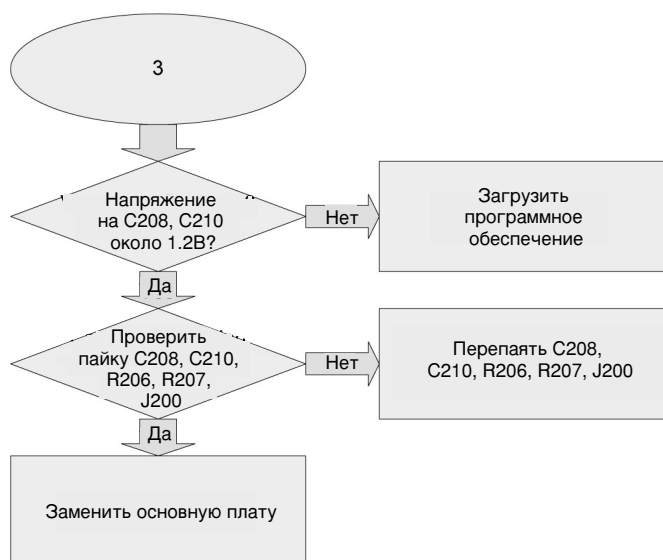 3
Напряжение
на C208, C210
около 1.2В?
Нет
Загрузить
программное
обеспечение
Да
Проверить
пайку C208, C210,
R206, R207,
J200
Нет
Перепаять C208,
C210, R206, R207, J200
Да
Заменить основную плату